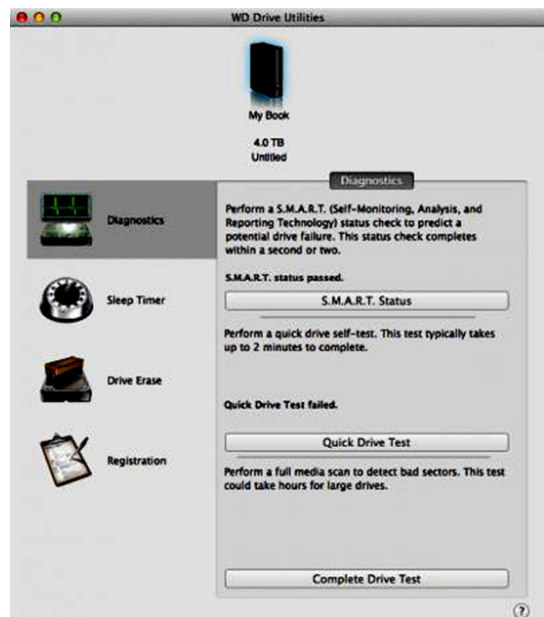 WD Drive Utilities
My Book
4.0 TB
Untitled
Diagnostics
Sleep Timer
Drive Erase
Registration
Diagnostics
Perform a S.M.A.R.T. (Self-Monitoring, Analysis, and
Reporting Technology) status check to predict a
potential drive failure. This status check completes
within a second or two.
S.M.A.R.T. status passed.
S.M.A.R.T. Status
Perform a quick drive self-test. This test typically takes
up to 2 minutes to complete.
Quick Drive Test failed.
Quick Drive Test
Perform a full media scan to detect bad sectors. This test
could take hours for large drives.
Complete Drive Test
?